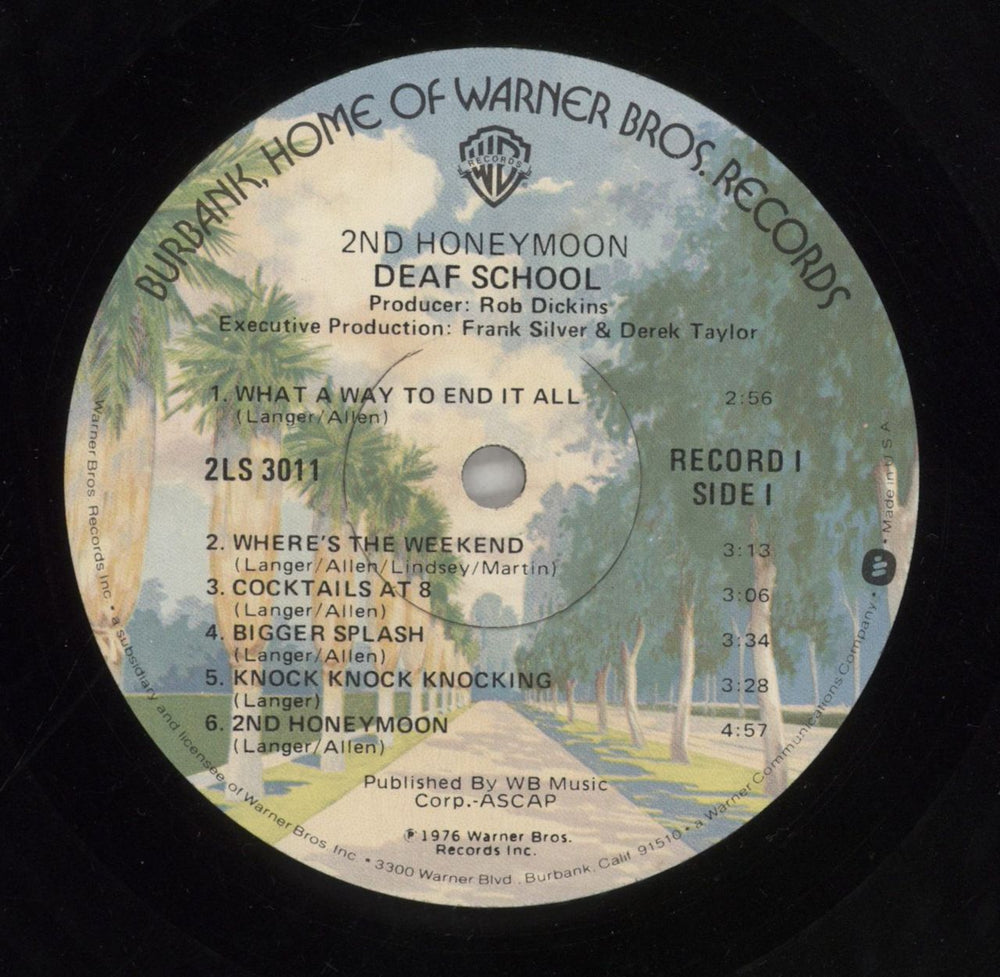 BURBANK, HOME OF WARNER BROS. RECORDS
WB
RECORDS
2ND HONEYMOON
DEAF SCHOOL
Producer: Rob Dickins
Executive Production: Frank Silver & Derek Taylor
1. WHAT A WAY TO END IT ALL 2:56
(Langer/Allen)
2LS 3011
RECORD I
SIDE I
2. WHERE'S THE WEEKEND 3:13
(Langer/Allen/Lindsey/Martin)
3. COCKTAILS AT 8 3:06
(Langer/Allen)
4. BIGGER SPLASH 3:34
(Langer/Allen)
5. KNOCK KNOCK KNOCKING 3:28
(Langer)
6. 2ND HONEYMOON 4:57
(Langer/Allen)
Published By WB Music
Corp.-ASCAP
℗ 1976 Warner Bros.
Records Inc.
Warner Bros. Records Inc. • a subsidiary and licensee of Warner Bros. Inc. • 3300 Warner Blvd., Burbank, Calif. 91510 • a Warner Communications Company • Made in U.S.A.